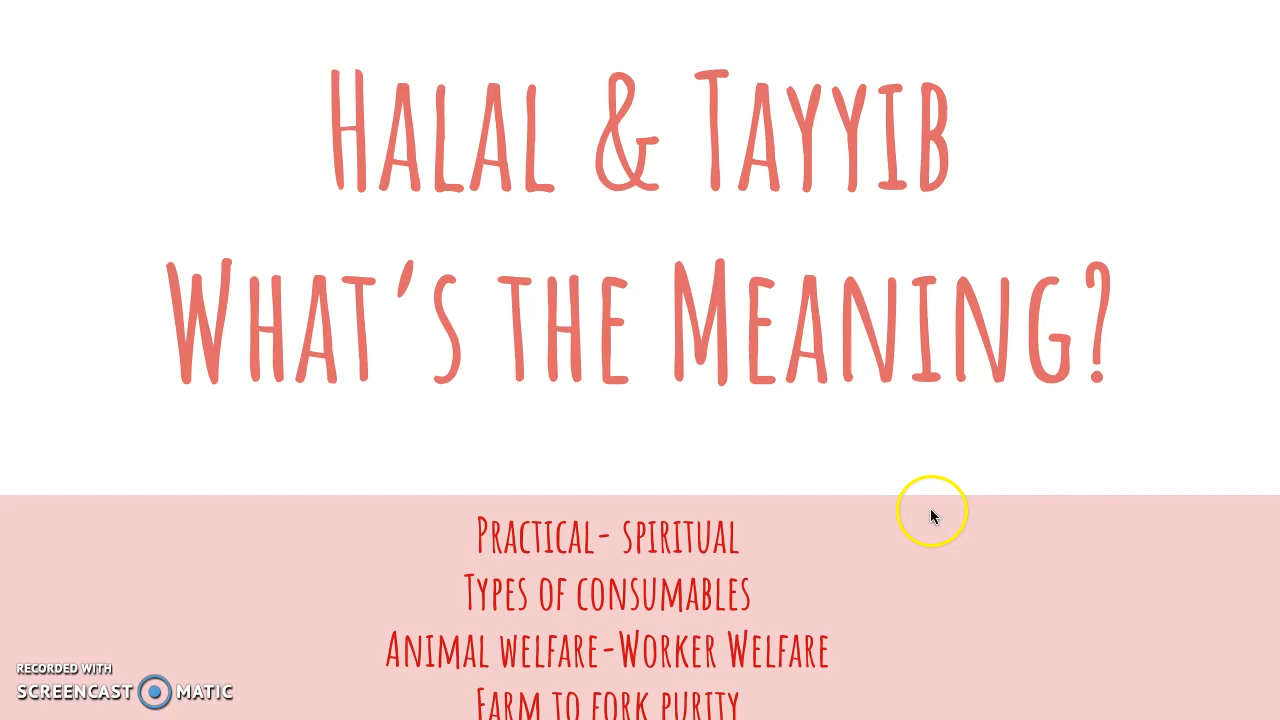 Halal & Tayyib
What's the Meaning?
Practical- spiritual
Types of consumables
Animal welfare-Worker Welfare
Farm to fork purity
RECORDED WITH
SCREENCAST MATIC